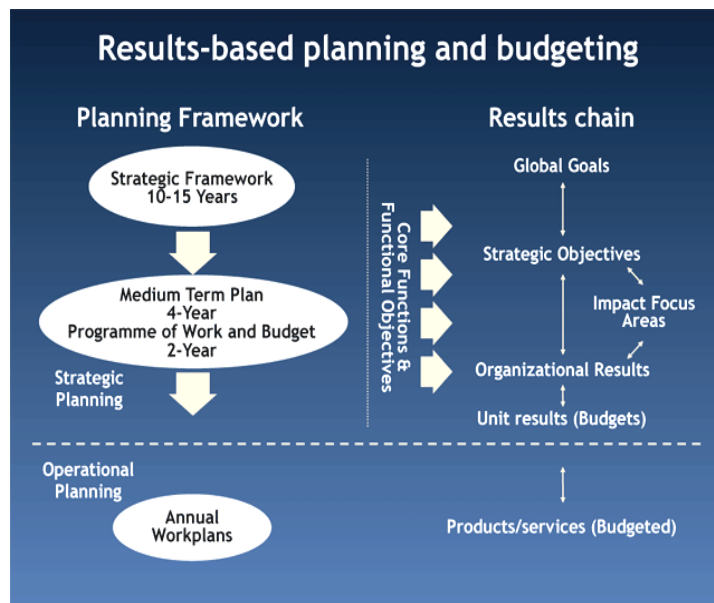 Results-based planning and budgeting
Planning Framework
Strategic Framework
10-15 Years
Medium Term Plan
4-Year
Programme of Work and Budget
2-Year
Strategic
Planning
Operational
Planning
Annual
Workplans
Core Functions &
Functional Objectives
Results chain
Global Goals
Strategic Objectives
Impact Focus
Areas
Organizational Results
Unit results (Budgets)
Products/services (Budgeted)